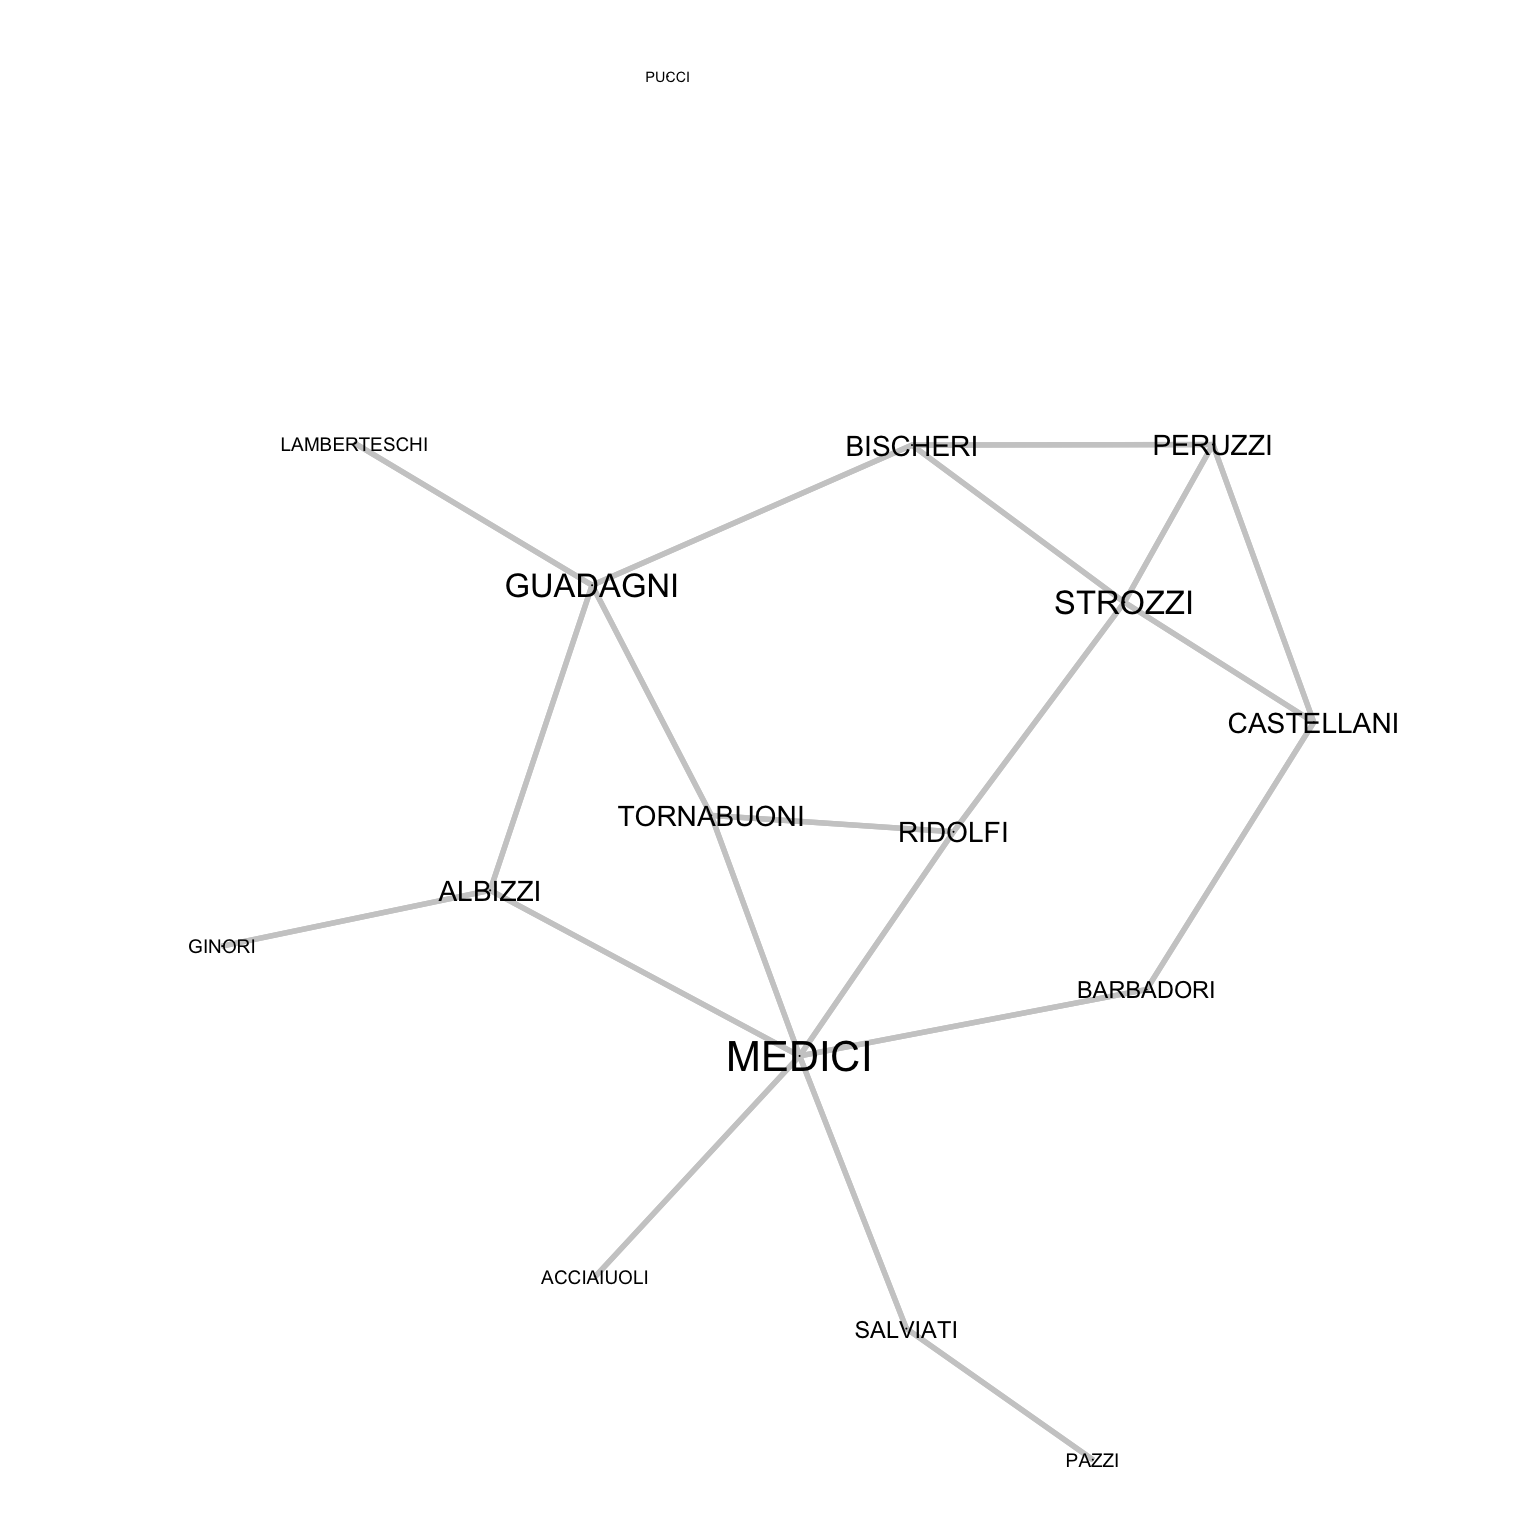 PUCCI
LAMBERTESCHI
BISCHERI
PERUZZI
GUADAGNI
STROZZI
CASTELLANI
TORNABUONI
RIDOLFI
ALBIZZI
GINORI
BARBADORI
MEDICI
ACCIAIUOLI
SALVIATI
PAZZI